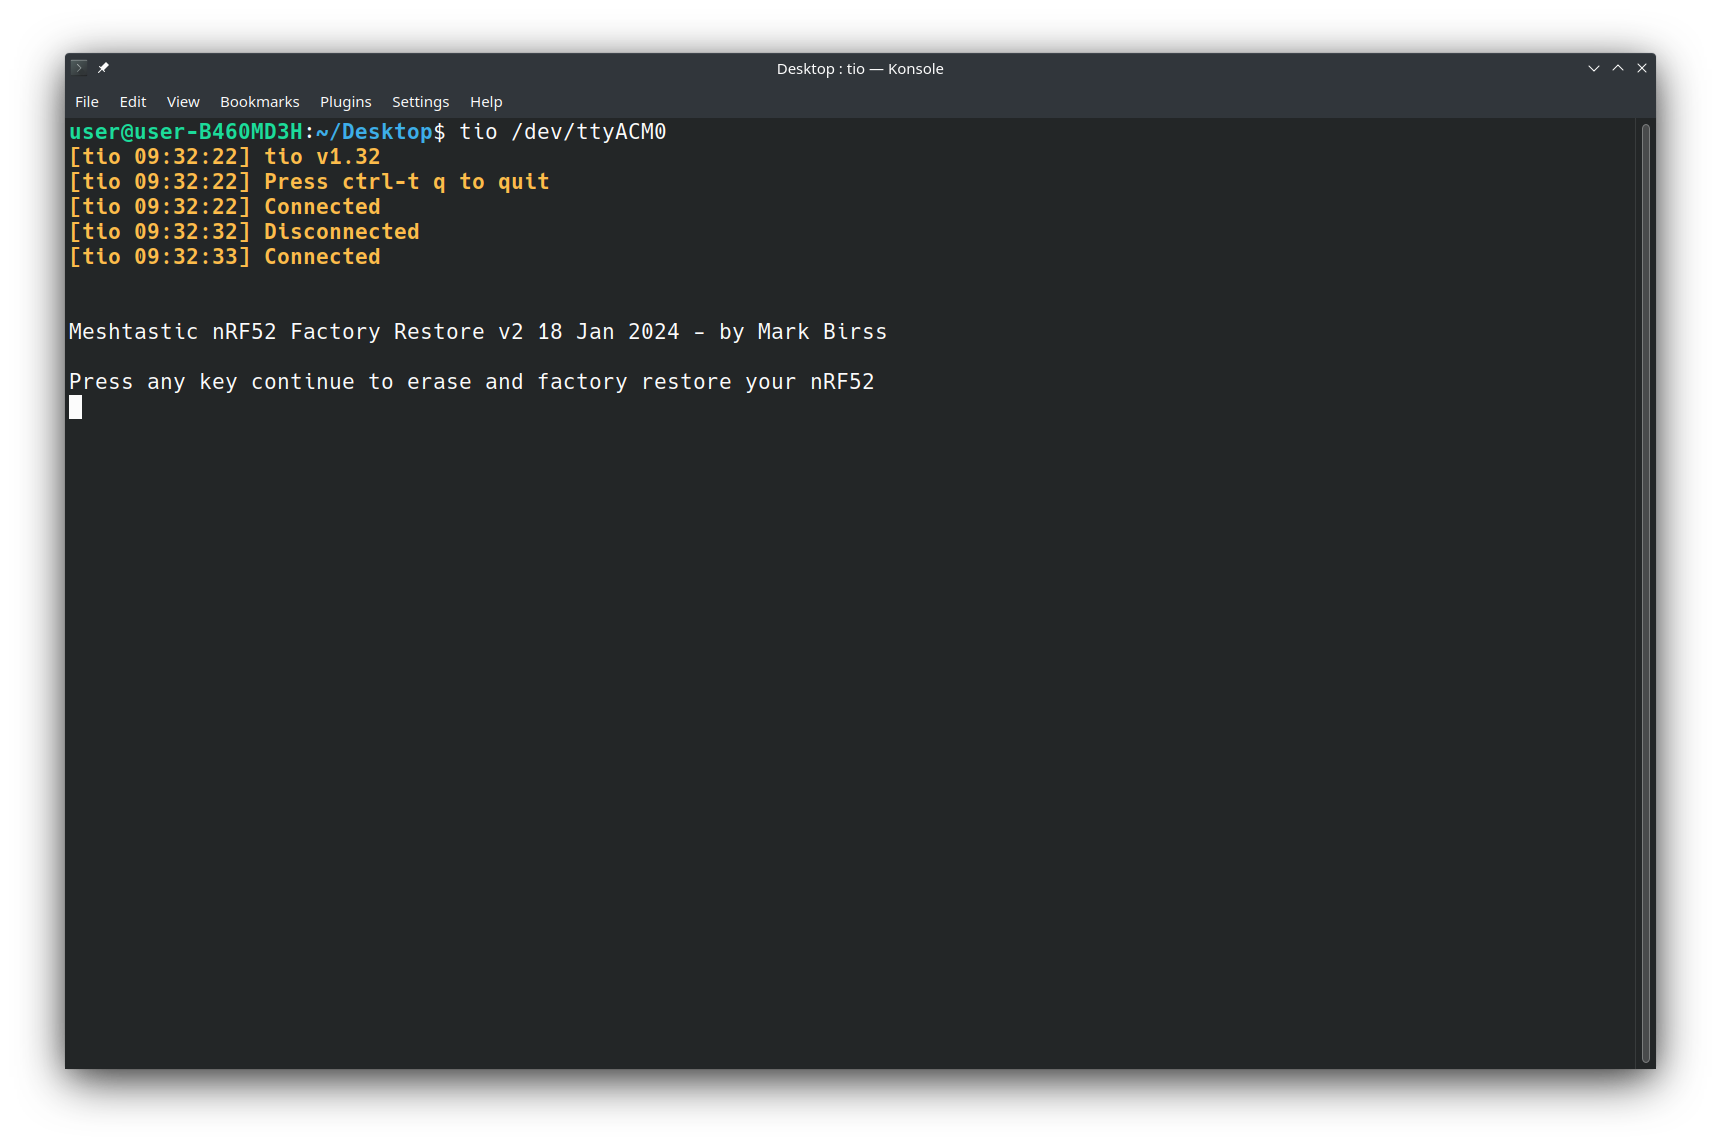 Desktop : tio — Konsole
File Edit View Bookmarks Plugins Settings Help
user@user-B460MD3H:~/Desktop$ tio /dev/ttyACM0
[tio 09:32:22] tio v1.32
[tio 09:32:22] Press ctrl-t q to quit
[tio 09:32:22] Connected
[tio 09:32:32] Disconnected
[tio 09:32:33] Connected
Meshtastic nRF52 Factory Restore v2 18 Jan 2024 - by Mark Birss
Press any key continue to erase and factory restore your nRF52